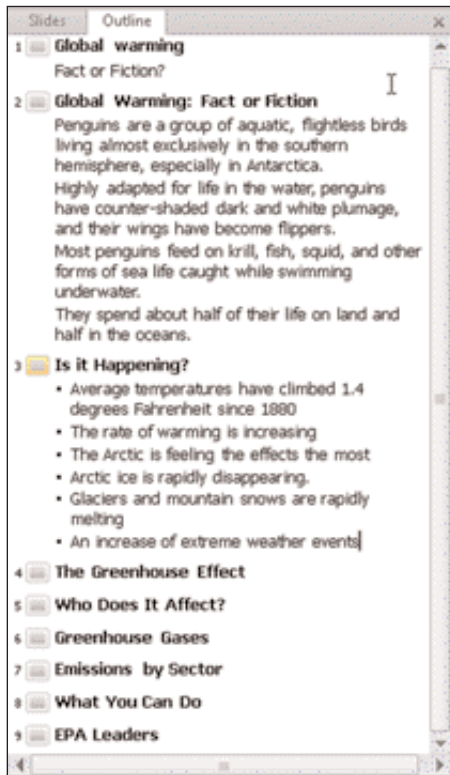 Slides Outline
1 Global warming
Fact or Fiction?
2 Global Warming: Fact or Fiction
Penguins are a group of aquatic, flightless birds
living almost exclusively in the southern
hemisphere, especially in Antarctica.
Highly adapted for life in the water, penguins
have counter-shaded dark and white plumage,
and their wings have become flippers.
Most penguins feed on krill, fish, squid, and other
forms of sea life caught while swimming
underwater.
They spend about half of their life on land and
half in the oceans.
3 Is it Happening?
• Average temperatures have climbed 1.4
degrees Fahrenheit since 1880
• The rate of warming is increasing
• The Arctic is feeling the effects the most
• Arctic ice is rapidly disappearing.
• Glaciers and mountain snows are rapidly
melting
• An increase of extreme weather events
4 The Greenhouse Effect
5 Who Does It Affect?
6 Greenhouse Gases
7 Emissions by Sector
8 What You Can Do
9 EPA Leaders